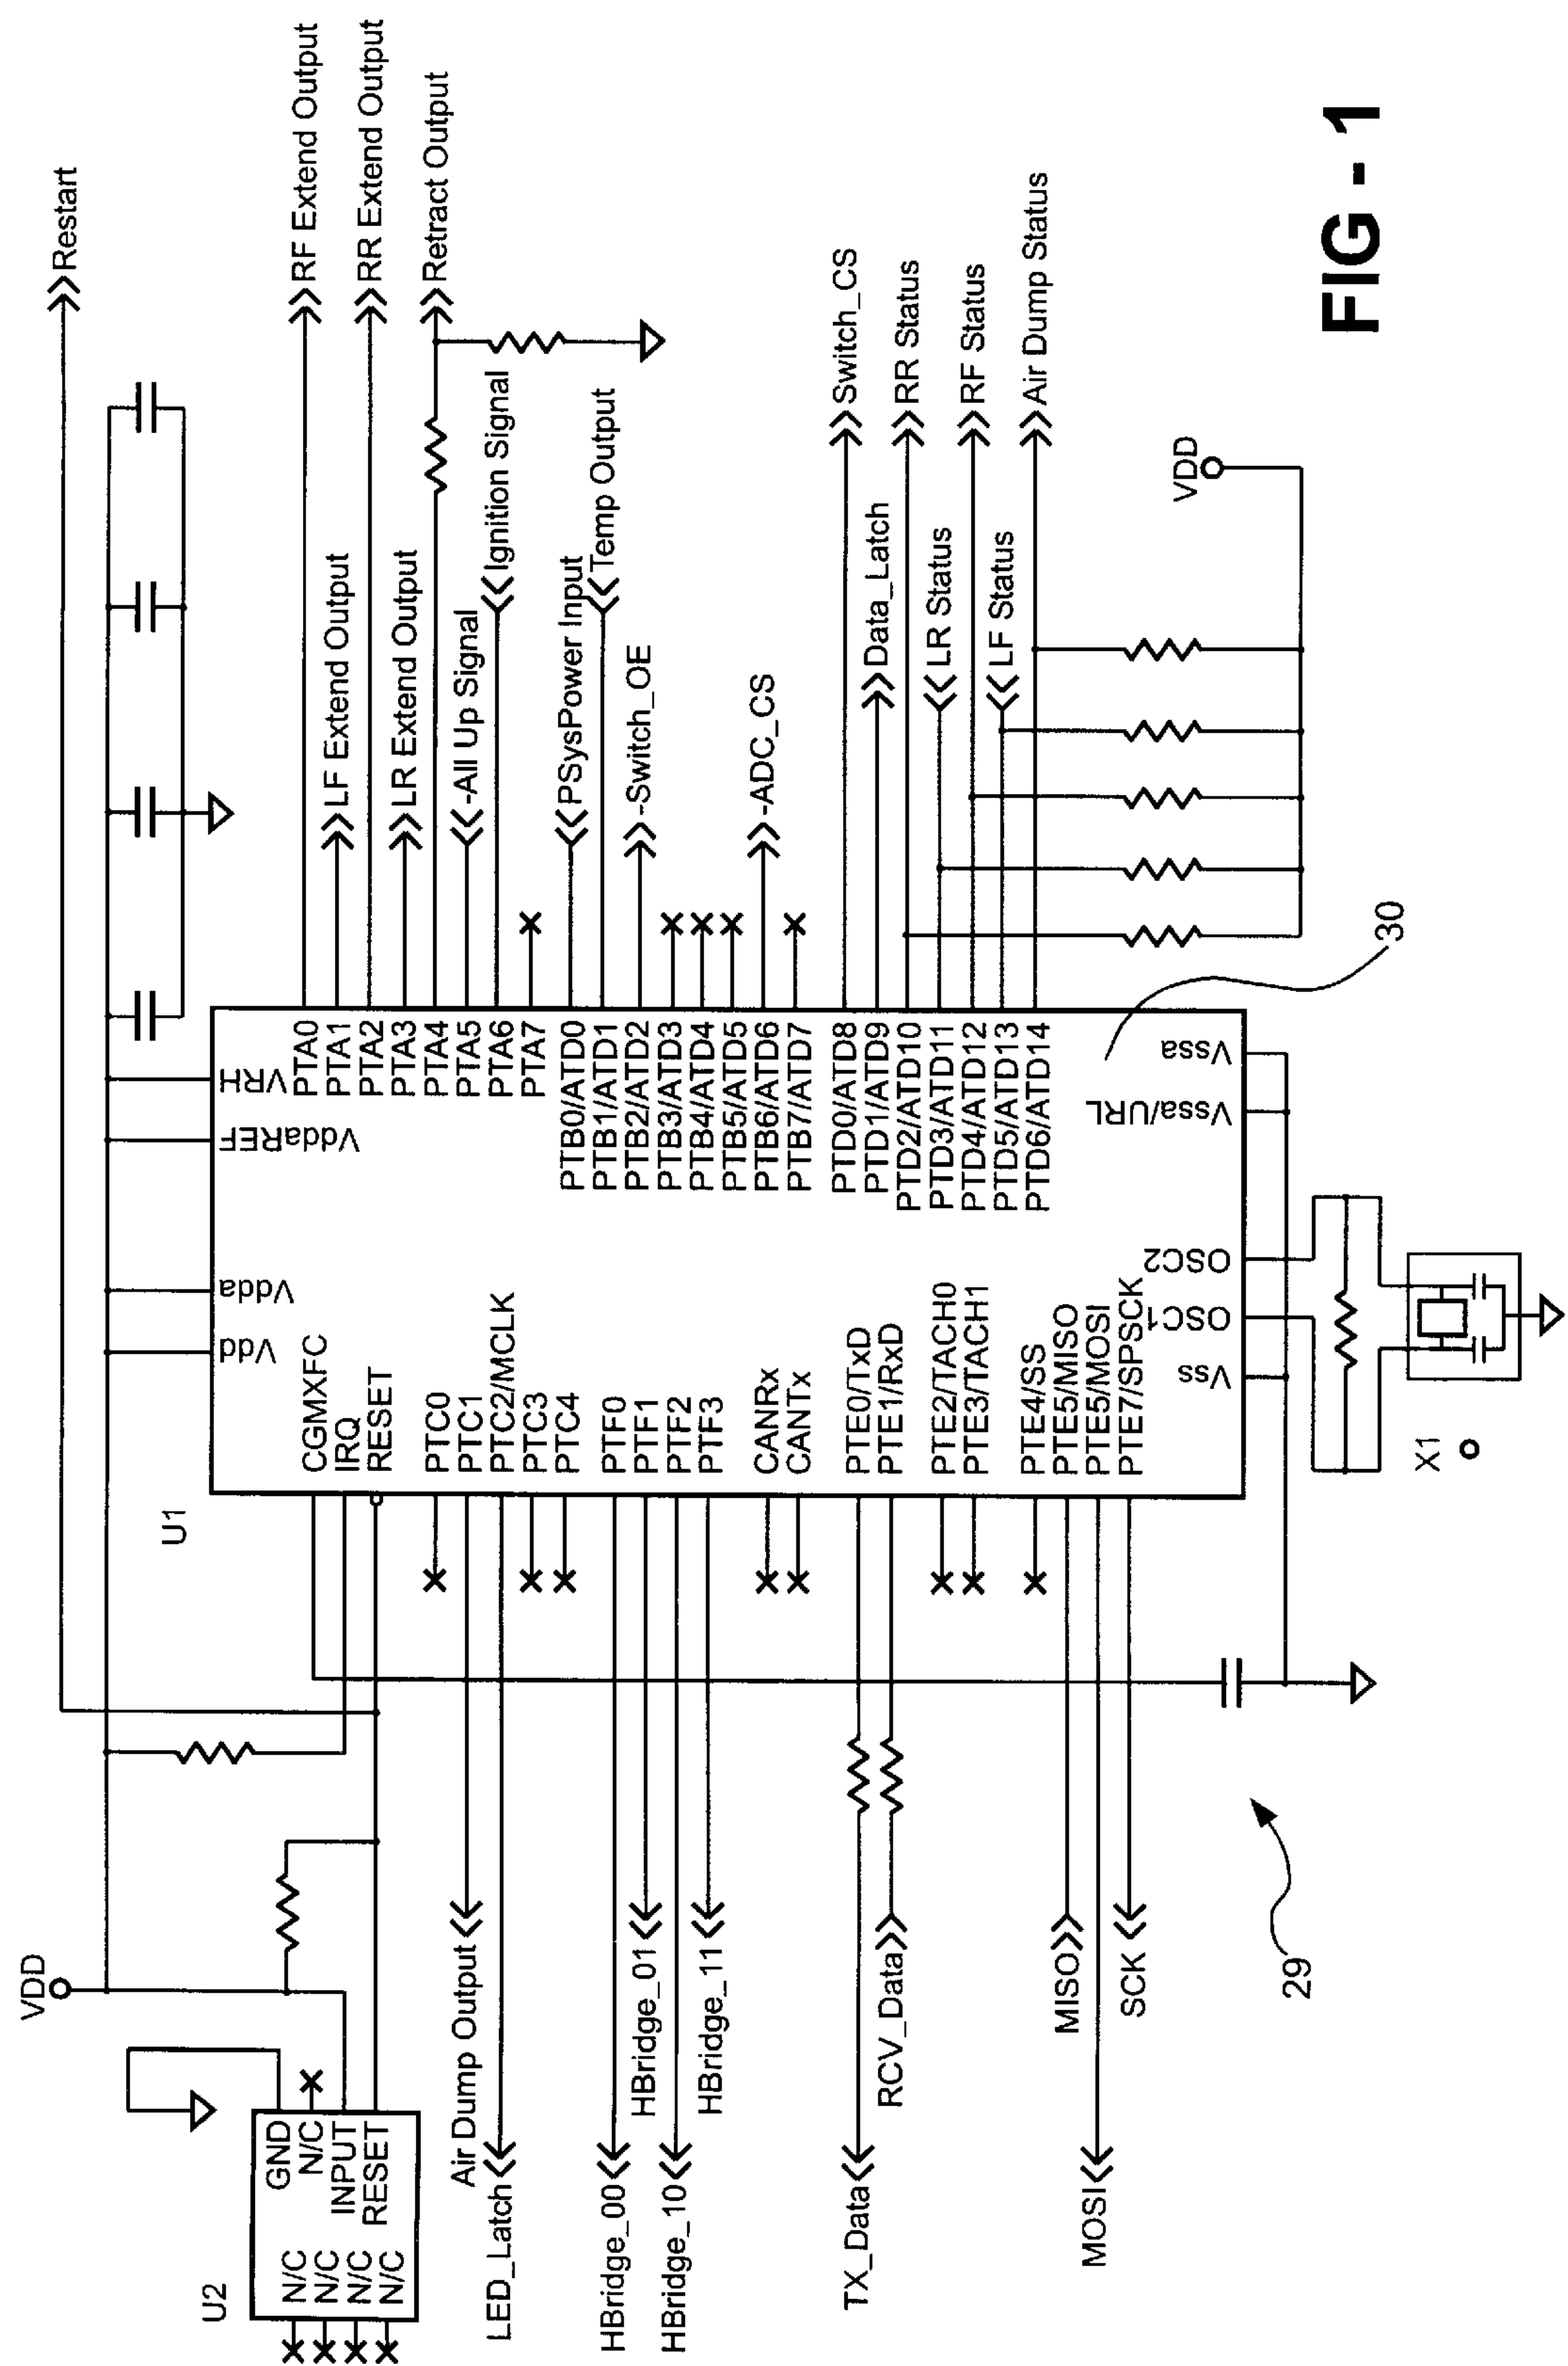 VDD
Restart
U2
GND
N/C
INPUT
RESET
N/C
N/C
N/C
N/C
U1
Vdd
Vdda
VddaREF
VRH
CGMXFC
IRQ
RESET
PTC0
PTC1
PTC2/MCLK
PTC3
PTC4
PTF0
PTF1
PTF2
PTF3
CANRx
CANTx
PTE0/TxD
PTE1/RxD
PTE2/TACH0
PTE3/TACH1
PTE4/SS
PTE5/MISO
PTE5/MOSI
PTE7/SPSCK
PTA0
PTA1
PTA2
PTA3
PTA4
PTA5
PTA6
PTA7
PTB0/ATD0
PTB1/ATD1
PTB2/ATD2
PTB3/ATD3
PTB4/ATD4
PTB5/ATD5
PTB6/ATD6
PTB7/ATD7
PTD0/ATD8
PTD1/ATD9
PTD2/ATD10
PTD3/ATD11
PTD4/ATD12
PTD5/ATD13
PTD6/ATD14
Vss
OSC1
OSC2
Vssa/URL
Vssa
Air Dump Output
LED_Latch
HBridge_00
HBridge_01
HBridge_10
HBridge_11
TX_Data
RCV_Data
MISO
MOSI
SCK
RF Extend Output
LF Extend Output
RR Extend Output
LR Extend Output
Retract Output
-All Up Signal
Ignition Signal
PSysPower Input
Temp Output
-Switch_OE
-ADC_CS
Switch_CS
Data_Latch
RR Status
LR Status
RF Status
LF Status
Air Dump Status
VDD
X1
29
30
FIG - 1